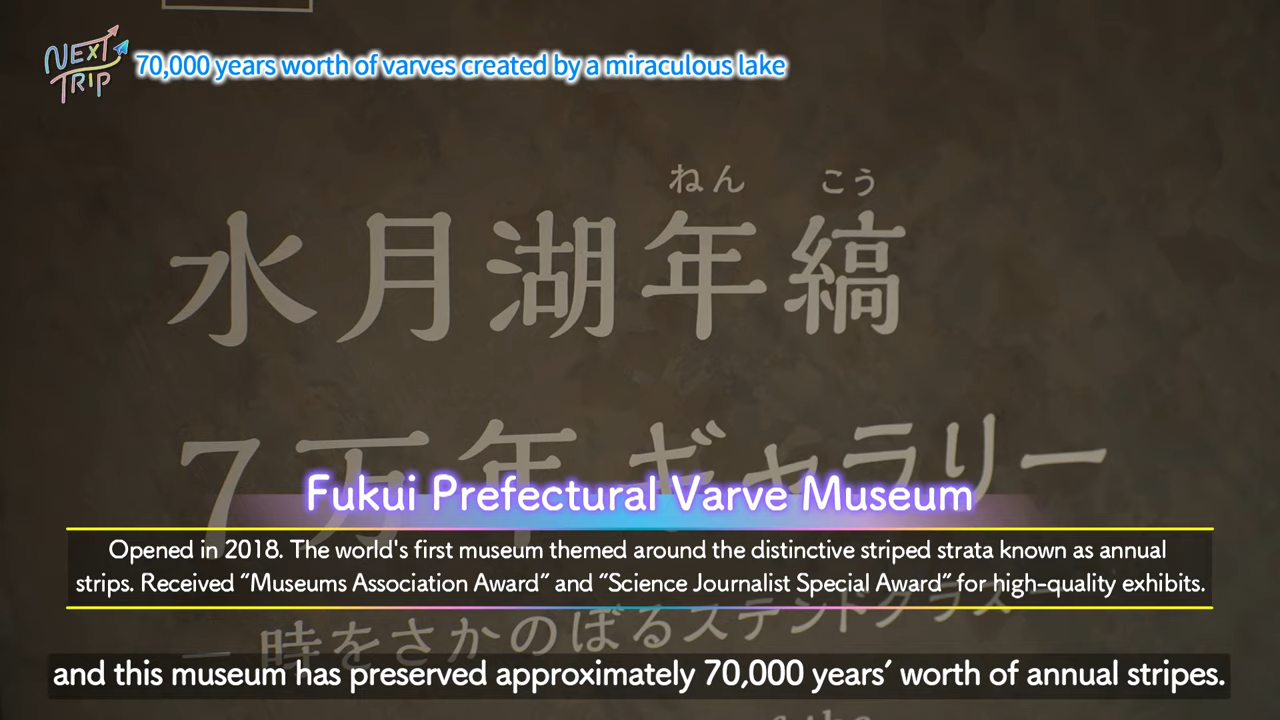 NEXT
TRIP
70,000 years worth of varves created by a miraculous lake
ねん こう
水月湖年縞
7万年ギャラリー
Fukui Prefectural Varve Museum
Opened in 2018. The world's first museum themed around the distinctive striped strata known as annual
strips. Received “Museums Association Award” and “Science Journalist Special Award” for high-quality exhibits.
— 時をさかのぼるステンドグラス —
and this museum has preserved approximately 70,000 years’ worth of annual stripes.